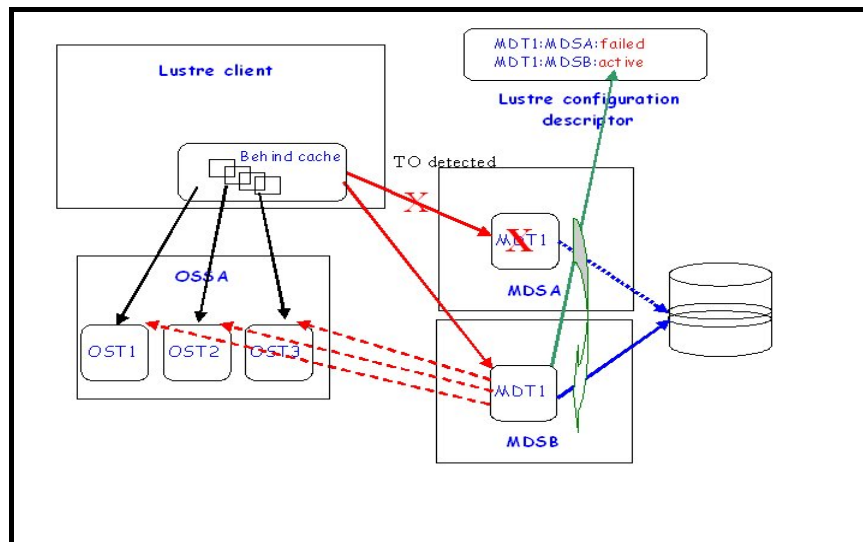 MDT1:MDSA:failed
MDT1:MDSB:active
Lustre client
Lustre configuration
descriptor
Behind cache
TO detected
X
MDT1
X
OSSA
MDSA
OST1
OST2
OST3
MDT1
MDSB